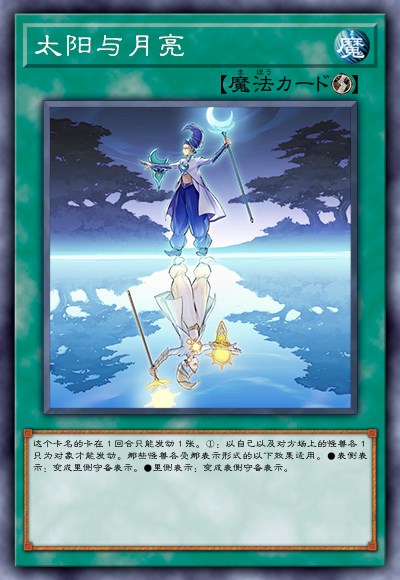 太阳与月亮
魔
【魔法カード】
まほう
这个卡名的卡在１回合只能发动１张。①：以自己以及对方场上的怪兽各１
只为对象才能发动。那些怪兽各受那表示形式的以下效果适用。●表侧表
示：变成里侧守备表示。●里侧表示：变成表侧守备表示。